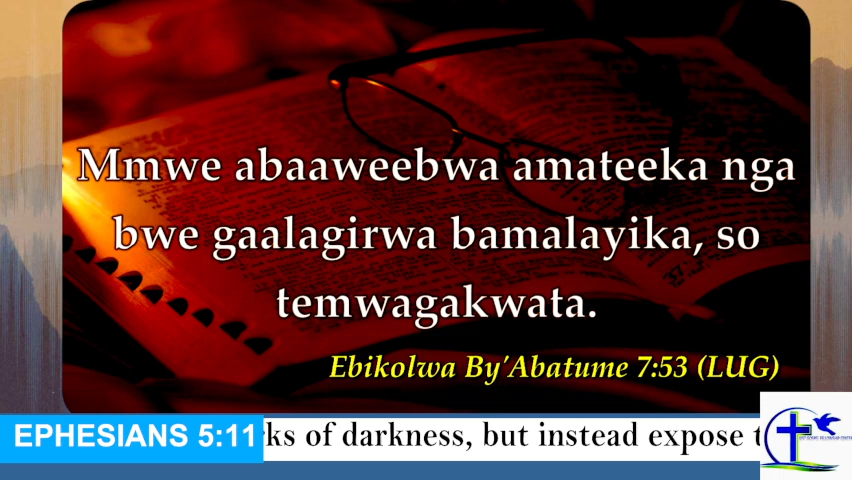 Mmwe abaaweebwa amateeka nga
bwe gaalagirwa bamalayika, so
temwagakwata.
Ebikolwa By'Abatume 7:53 (LUG)
EPHESIANS 5:11
of darkness, but instead expose